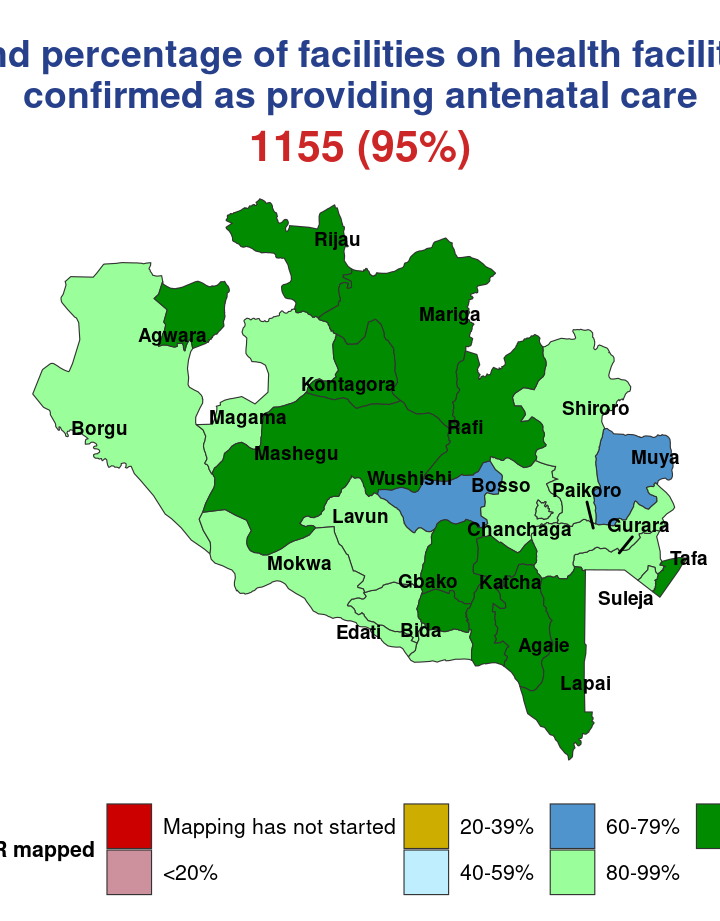 percentage of facilities on health
confirmed as providing antenatal care
1155 (95%)
Rijau
Mariga
Agwara
Kontagora
Shiroro
Magama
Borgu
Rafi
Mashegu
Muya
Wushishi
Bosso
Paikoro
Lavun
Gurara
Chanchaga
Tafa
Mokwa
Gbako
Katcha
Suleja
Edati
Bida
Agaie
Lapai
Mapping has not started
20-39%
60-79%
mapped
<20%
40-59%
80-99%